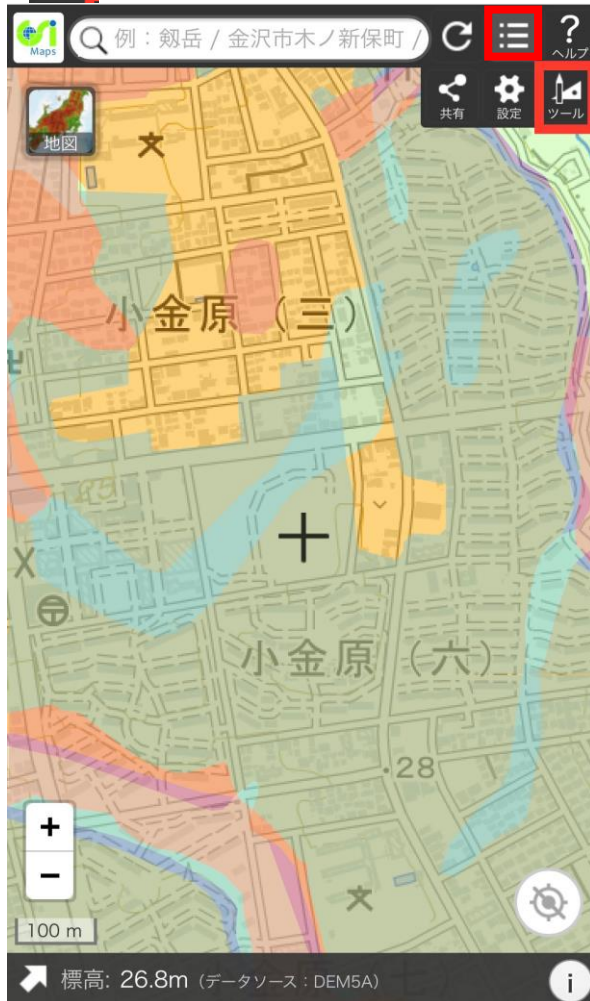 Maps
例：剱岳 / 金沢市木ノ新保町 /
?
ヘルプ
共有
設定
ツール
地図
小金原（三）
小金原（六）
28
+
−
100 m
標高: 26.8m（データソース：DEM5A）
i